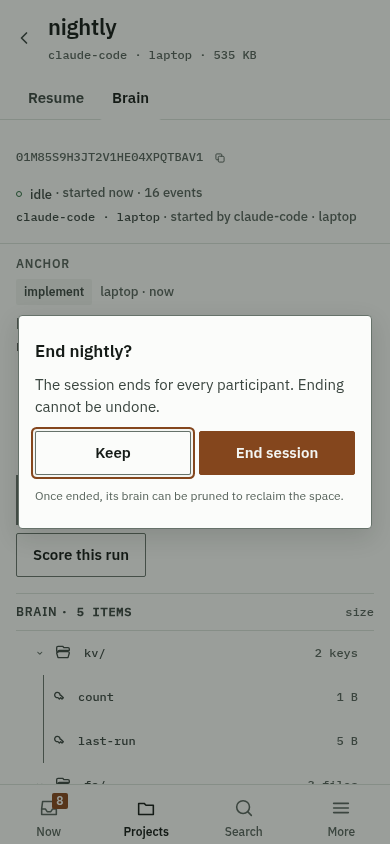 nightly
claude-code · laptop · 535 KB
Resume Brain
01M85S9H3JT2V1HE04XPQTBAV1
idle · started now · 16 events
claude-code · laptop · started by claude-code · laptop
ANCHOR
implement laptop · now
End nightly?
The session ends for every participant. Ending
cannot be undone.
Keep End session
Once ended, its brain can be pruned to reclaim the space.
Score this run
BRAIN · 5 ITEMS size
kv/ 2 keys
count 1 B
last-run 5 B
8
Now Projects Search More